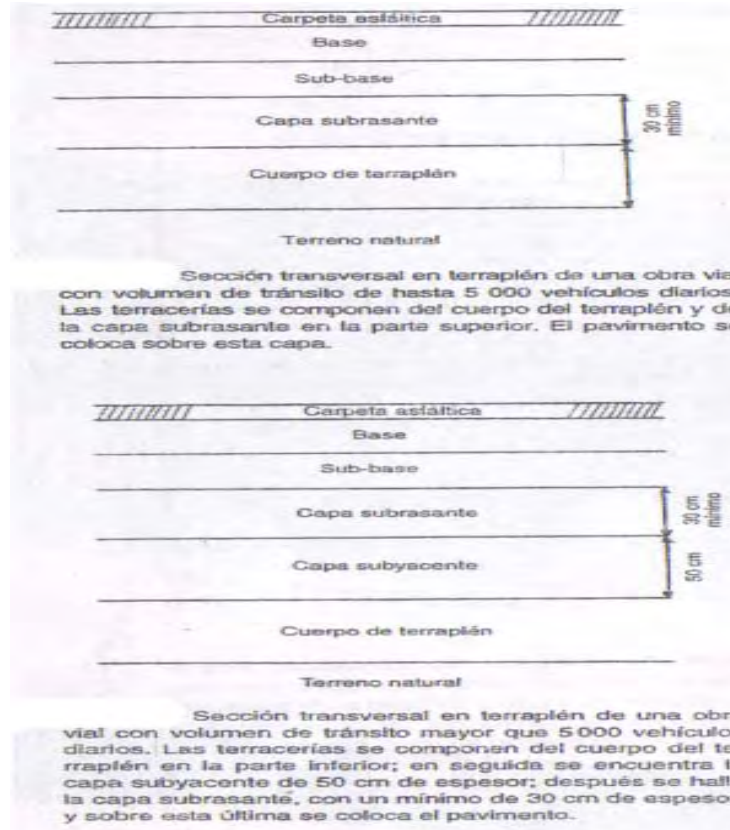 Carpeta asfáltica
Base
Sub-base
Capa subrasante
30 cm
mínimo
Cuerpo de terraplén
Terreno natural
Sección transversal en terraplén de una obra via
con volumen de tránsito de hasta 5 000 vehículos diarios
Las terracerías se componen del cuerpo del terraplén y de
la capa subrasante en la parte superior. El pavimento se
coloca sobre esta capa.
Carpeta asfáltica
Base
Sub-base
Capa subrasante
30 cm
mínimo
Capa subyacente
50 cm
Cuerpo de terraplén
Terreno natural
Sección transversal en terraplén de una obr
vial con volumen de tránsito mayor que 5 000 vehículo
diarios. Las terracerías se componen del cuerpo del te
rraplén en la parte inferior; en seguida se encuentra l
capa subyacente de 50 cm de espesor; después se hall
la capa subrasante, con un mínimo de 30 cm de espeso
y sobre esta última se coloca el pavimento.